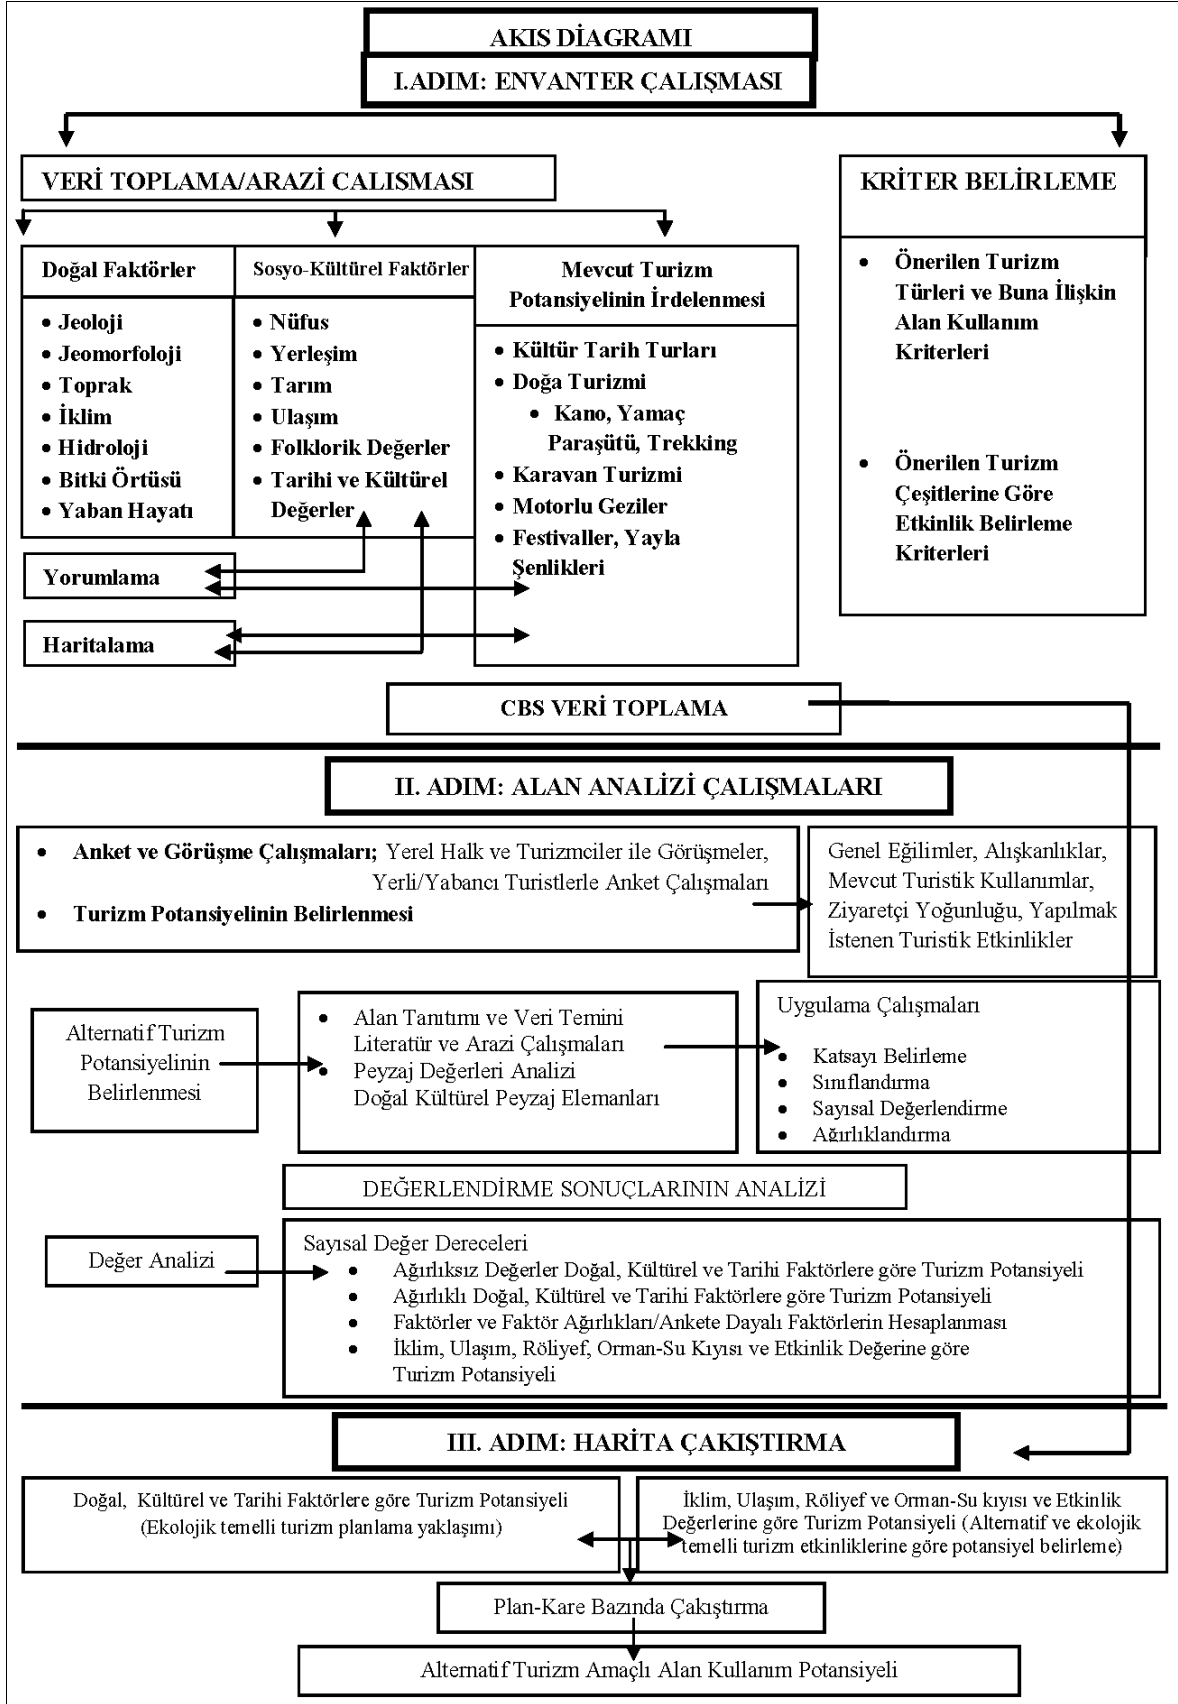 AKIS DİAGRAMI
I.ADIM: ENVANTER ÇALIŞMASI
VERİ TOPLAMA/ARAZİ CALISMASI
KRİTER BELİRLEME
Doğal Faktörler
• Jeoloji
• Jeomorfoloji
• Toprak
• İklim
• Hidroloji
• Bitki Örtüsü
• Yaban Hayatı
Sosyo-Kültürel Faktörler
• Nüfus
• Yerleşim
• Tarım
• Ulaşım
• Folklorik Değerler
• Tarihi ve Kültürel
Değerler
Mevcut Turizm
Potansiyelinin İrdelenmesi
• Kültür Tarih Turları
• Doğa Turizmi
• Kano, Yamaç
Paraşütü, Trekking
• Karavan Turizmi
• Motorlu Geziler
• Festivaller, Yayla
Şenlikleri
• Önerilen Turizm
Türleri ve Buna İlişkin
Alan Kullanım
Kriterleri
• Önerilen Turizm
Çeşitlerine Göre
Etkinlik Belirleme
Kriterleri
Yorumlama
Haritalama
CBS VERİ TOPLAMA
II. ADIM: ALAN ANALİZİ ÇALIŞMALARI
• Anket ve Görüşme Çalışmaları; Yerel Halk ve Turizmciler ile Görüşmeler,
Yerli/Yabancı Turistlerle Anket Çalışmaları
• Turizm Potansiyelinin Belirlenmesi
Genel Eğilimler, Alışkanlıklar,
Mevcut Turistik Kullanımlar,
Ziyaretçi Yoğunluğu, Yapılmak
İstenen Turistik Etkinlikler
Alternatif Turizm
Potansiyelinin
Belirlenmesi
• Alan Tanıtımı ve Veri Temini
Literatür ve Arazi Çalışmaları
• Peyzaj Değerleri Analizi
Doğal Kültürel Peyzaj Elemanları
Uygulama Çalışmaları
• Katsayı Belirleme
• Sınıflandırma
• Sayısal Değerlendirme
• Ağırlıklandırma
DEĞERLENDİRME SONUÇLARININ ANALİZİ
Değer Analizi
Sayısal Değer Dereceleri
• Ağırlıksız Değerler Doğal, Kültürel ve Tarihi Faktörlere göre Turizm Potansiyeli
• Ağırlıklı Doğal, Kültürel ve Tarihi Faktörlere göre Turizm Potansiyeli
• Faktörler ve Faktör Ağırlıkları/Ankete Dayalı Faktörlerin Hesaplanması
• İklim, Ulaşım, Röliyef, Orman-Su Kıyısı ve Etkinlik Değerine göre
Turizm Potansiyeli
III. ADIM: HARİTA ÇAKIŞTIRMA
Doğal, Kültürel ve Tarihi Faktörlere göre Turizm Potansiyeli
(Ekolojik temelli turizm planlama yaklaşımı)
İklim, Ulaşım, Röliyef ve Orman-Su kıyısı ve Etkinlik
Değerlerine göre Turizm Potansiyeli (Alternatif ve ekolojik
temelli turizm etkinliklerine göre potansiyel belirleme)
Plan-Kare Bazında Çakıştırma
Alternatif Turizm Amaçlı Alan Kullanım Potansiyeli